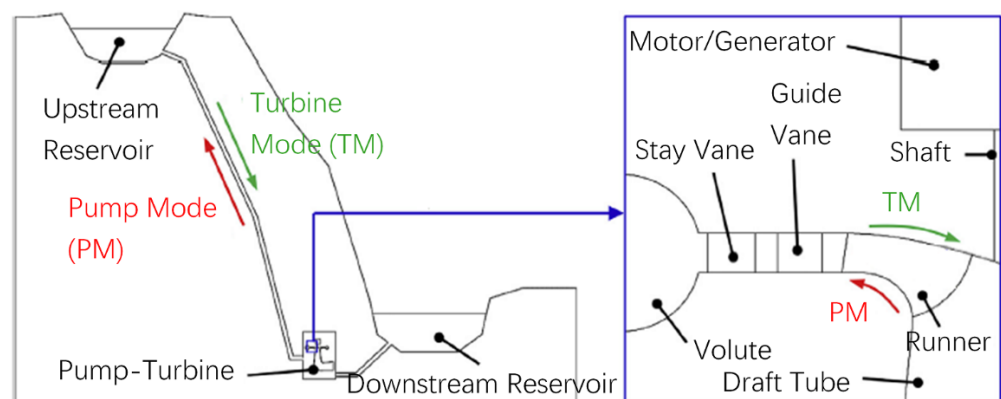 Upstream
Reservoir
Turbine
Mode (TM)
Pump Mode
(PM)
Pump-Turbine
Downstream Reservoir
Motor/Generator
Guide
Vane
Stay Vane
Shaft
TM
PM
Runner
Volute
Draft Tube